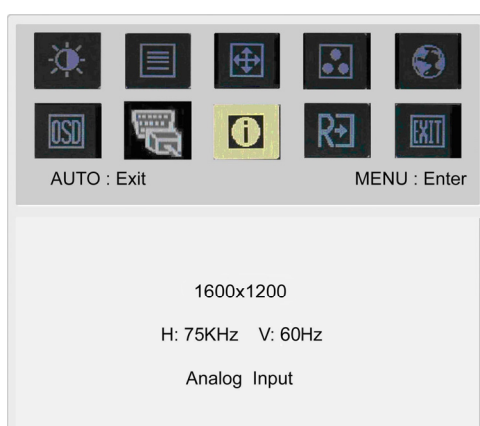 OSD
i
R
EXIT
AUTO : Exit
MENU : Enter
1600x1200
H: 75KHz V: 60Hz
Analog Input